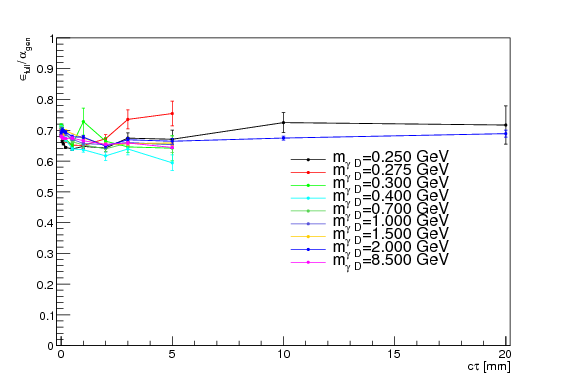 ε_full/α_gen
1
0.9
0.8
0.7
0.6
0.5
0.4
0.3
0.2
0.1
0
m_γD=0.250 GeV
m_γD=0.275 GeV
m_γD=0.300 GeV
m_γD=0.400 GeV
m_γD=0.700 GeV
m_γD=1.000 GeV
m_γD=1.500 GeV
m_γD=2.000 GeV
m_γD=8.500 GeV
0 5 10 15 20
cτ [mm]